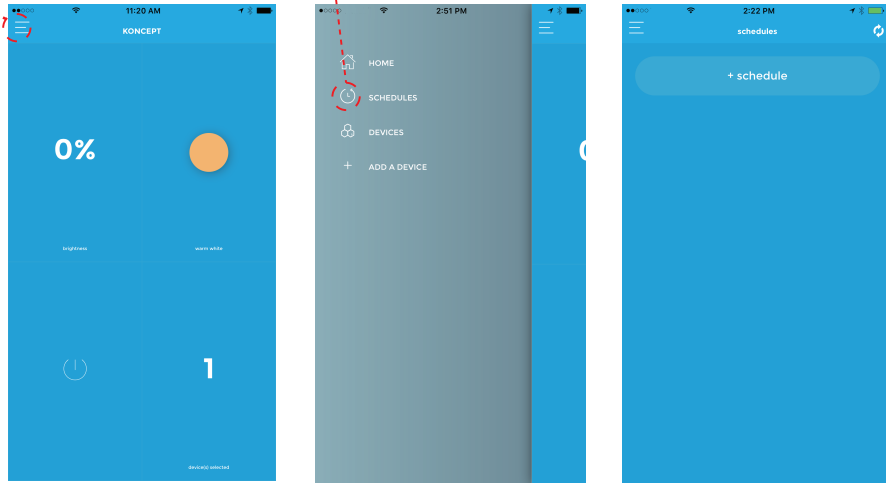 11:20 AM
KONCEPT
0%
brightness
warm white
1
device(s) selected
2:51 PM
HOME
SCHEDULES
DEVICES
+ ADD A DEVICE
2:22 PM
schedules
+ schedule